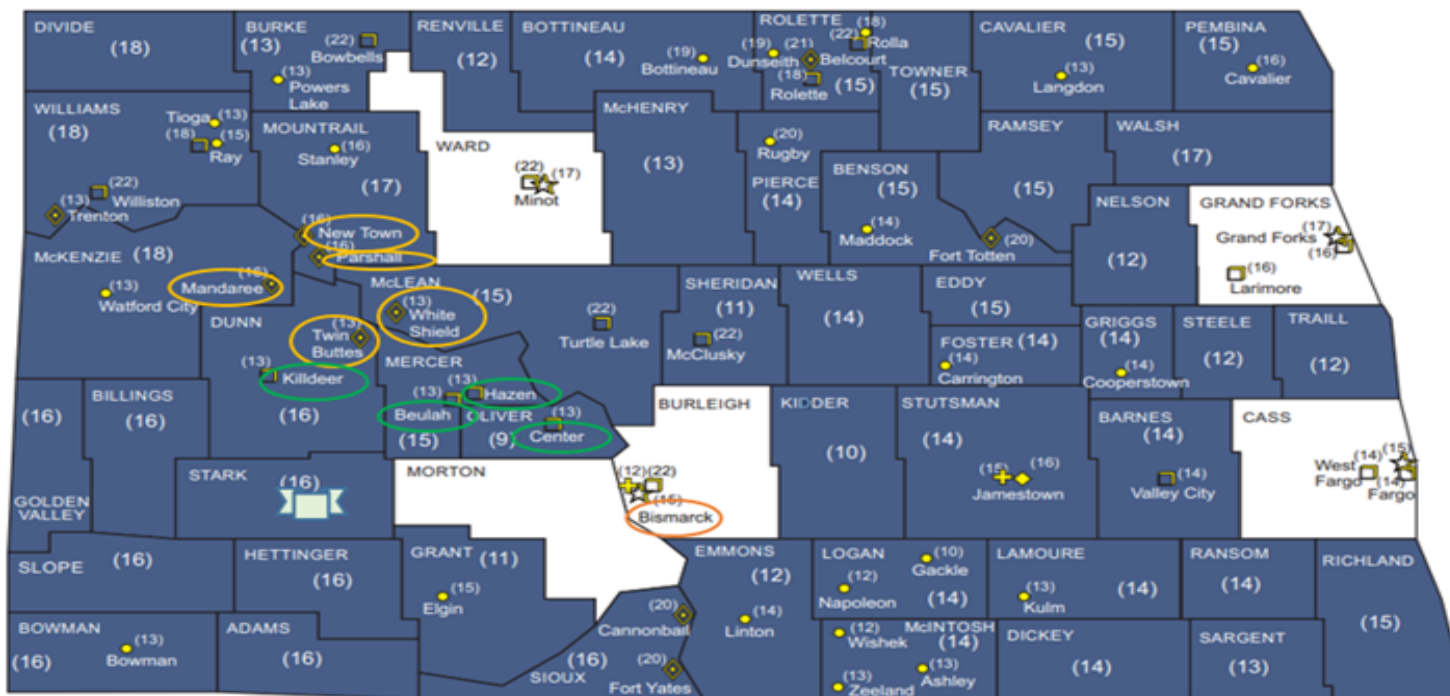 DIVIDE
(18)
BURKE
(13)
(22)
Bowbells
(13)
Powers
Lake
RENVILLE
(12)
BOTTINEAU
(14)
(19)
Bottineau
ROLETTE
(18)
Rolla
(22)
(19)
Dunseith
(21)
Belcourt
(18)
Rolette
(15)
TOWNER
(15)
CAVALIER
(15)
(13)
Langdon
PEMBINA
(15)
(16)
Cavalier
WILLIAMS
(18)
Tioga
(13)
(18)
(15)
Ray
(22)
Williston
(13)
Trenton
MOUNTRAIL
(16)
Stanley
(17)
WARD
(22)
(17)
Minot
McHENRY
(13)
(20)
Rugby
PIERCE
(14)
BENSON
(15)
(14)
Maddock
RAMSEY
(15)
(20)
Fort Totten
WALSH
(17)
NELSON
(12)
GRAND FORKS
(17)
Grand Forks
(16)
(16)
Larimore
McKENZIE
(18)
(13)
Watford City
(16)
Mandaree
(16)
New Town
(16)
Parshall
McLEAN
(15)
(13)
White
Shield
(22)
Turtle Lake
SHERIDAN
(11)
(22)
McClusky
WELLS
(14)
EDDY
(15)
FOSTER
(14)
(14)
Carrington
GRIGGS
(14)
(14)
Cooperstown
STEELE
(12)
TRAILL
(12)
DUNN
(13)
Twin
Buttes
(13)
Killdeer
(16)
MERCER
(13)
(13)
Hazen
Beulah
(15)
OLIVER
(9)
(13)
Center
BURLEIGH
(12)
(22)
(15)
Bismarck
KIDDER
(10)
STUTSMAN
(14)
(15)
(16)
Jamestown
BARNES
(14)
(14)
Valley City
CASS
(15)
(14)
West
Fargo
(14)
Fargo
(16)
GOLDEN
VALLEY
BILLINGS
(16)
STARK
(16)
MORTON
SLOPE
(16)
HETTINGER
(16)
GRANT
(11)
(15)
Elgin
EMMONS
(12)
(14)
Linton
LOGAN
(10)
Gackle
(12)
Napoleon
(14)
LAMOURE
(13)
Kulm
(14)
RANSOM
(14)
RICHLAND
(15)
BOWMAN
(13)
Bowman
(16)
ADAMS
(16)
(20)
Cannonball
(16)
SIOUX
(20)
Fort Yates
(12)
Wishek
McINTOSH
(14)
(13)
Ashley
(13)
Zeeland
DICKEY
(14)
SARGENT
(13)